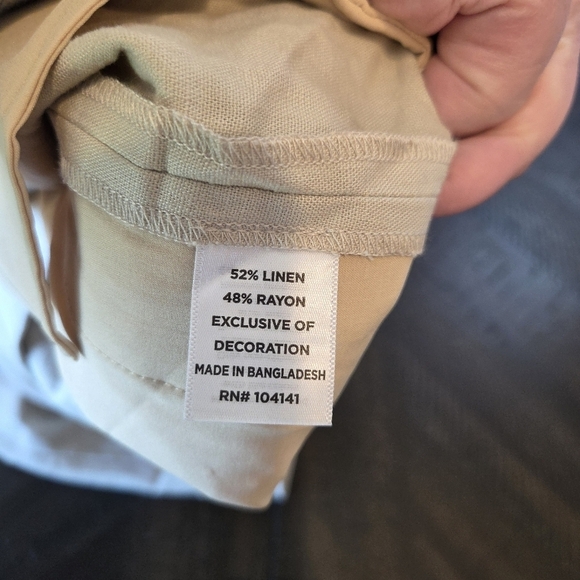 52% LINEN
48% RAYON
EXCLUSIVE OF
DECORATION
MADE IN BANGLADESH
RN# 104141